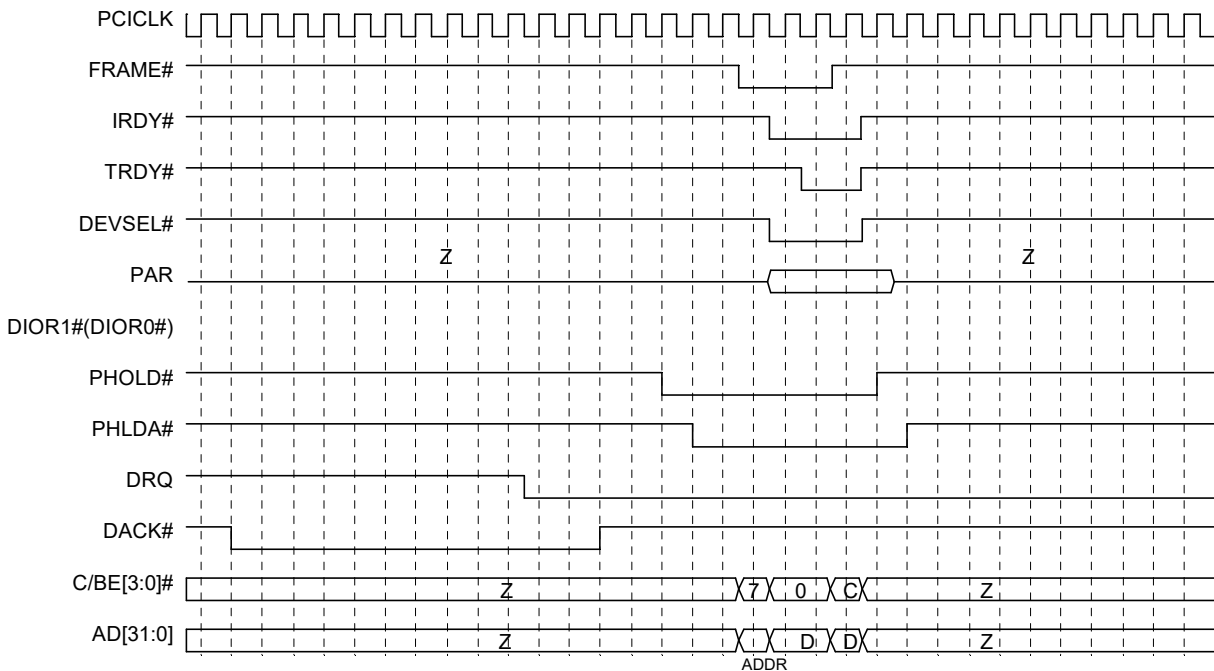 PCICLK
FRAME#
IRDY#
TRDY#
DEVSEL#
Z Z
PAR
DIOR1#(DIOR0#)
PHOLD#
PHLDA#
DRQ
DACK#
C/BE[3:0]# Z 7 0 C Z
AD[31:0] Z D D Z
ADDR